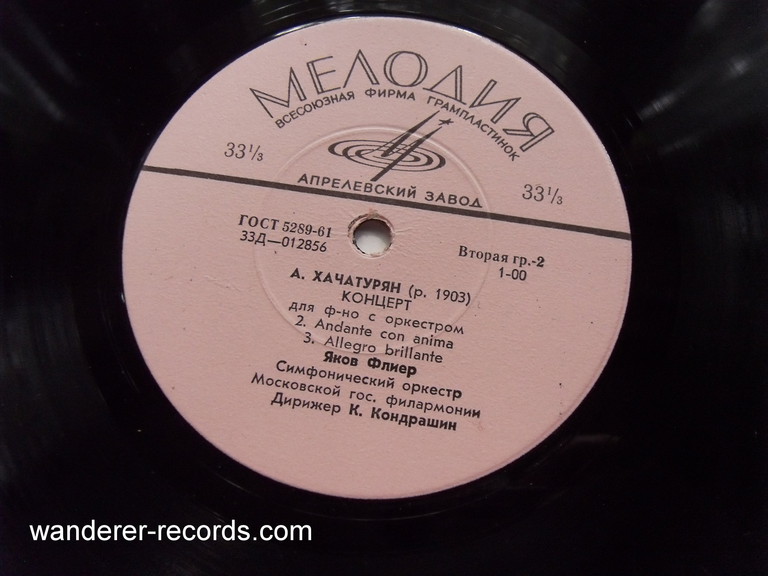 МЕЛОДИЯ
ВСЕСОЮЗНАЯ ФИРМА ГРАМПЛАСТИНОК
33⅓
33⅓
АПРЕЛЕВСКИЙ ЗАВОД
ГОСТ 5289-61
33Д—012856
Вторая гр.-2
1-00
А. ХАЧАТУРЯН (р. 1903)
КОНЦЕРТ
для ф-но с оркестром
2. Andante con anima
3. Allegro brillante
Яков Флиер
Симфонический оркестр
Московской гос. филармонии
Дирижер К. Кондрашин
wanderer-records.com